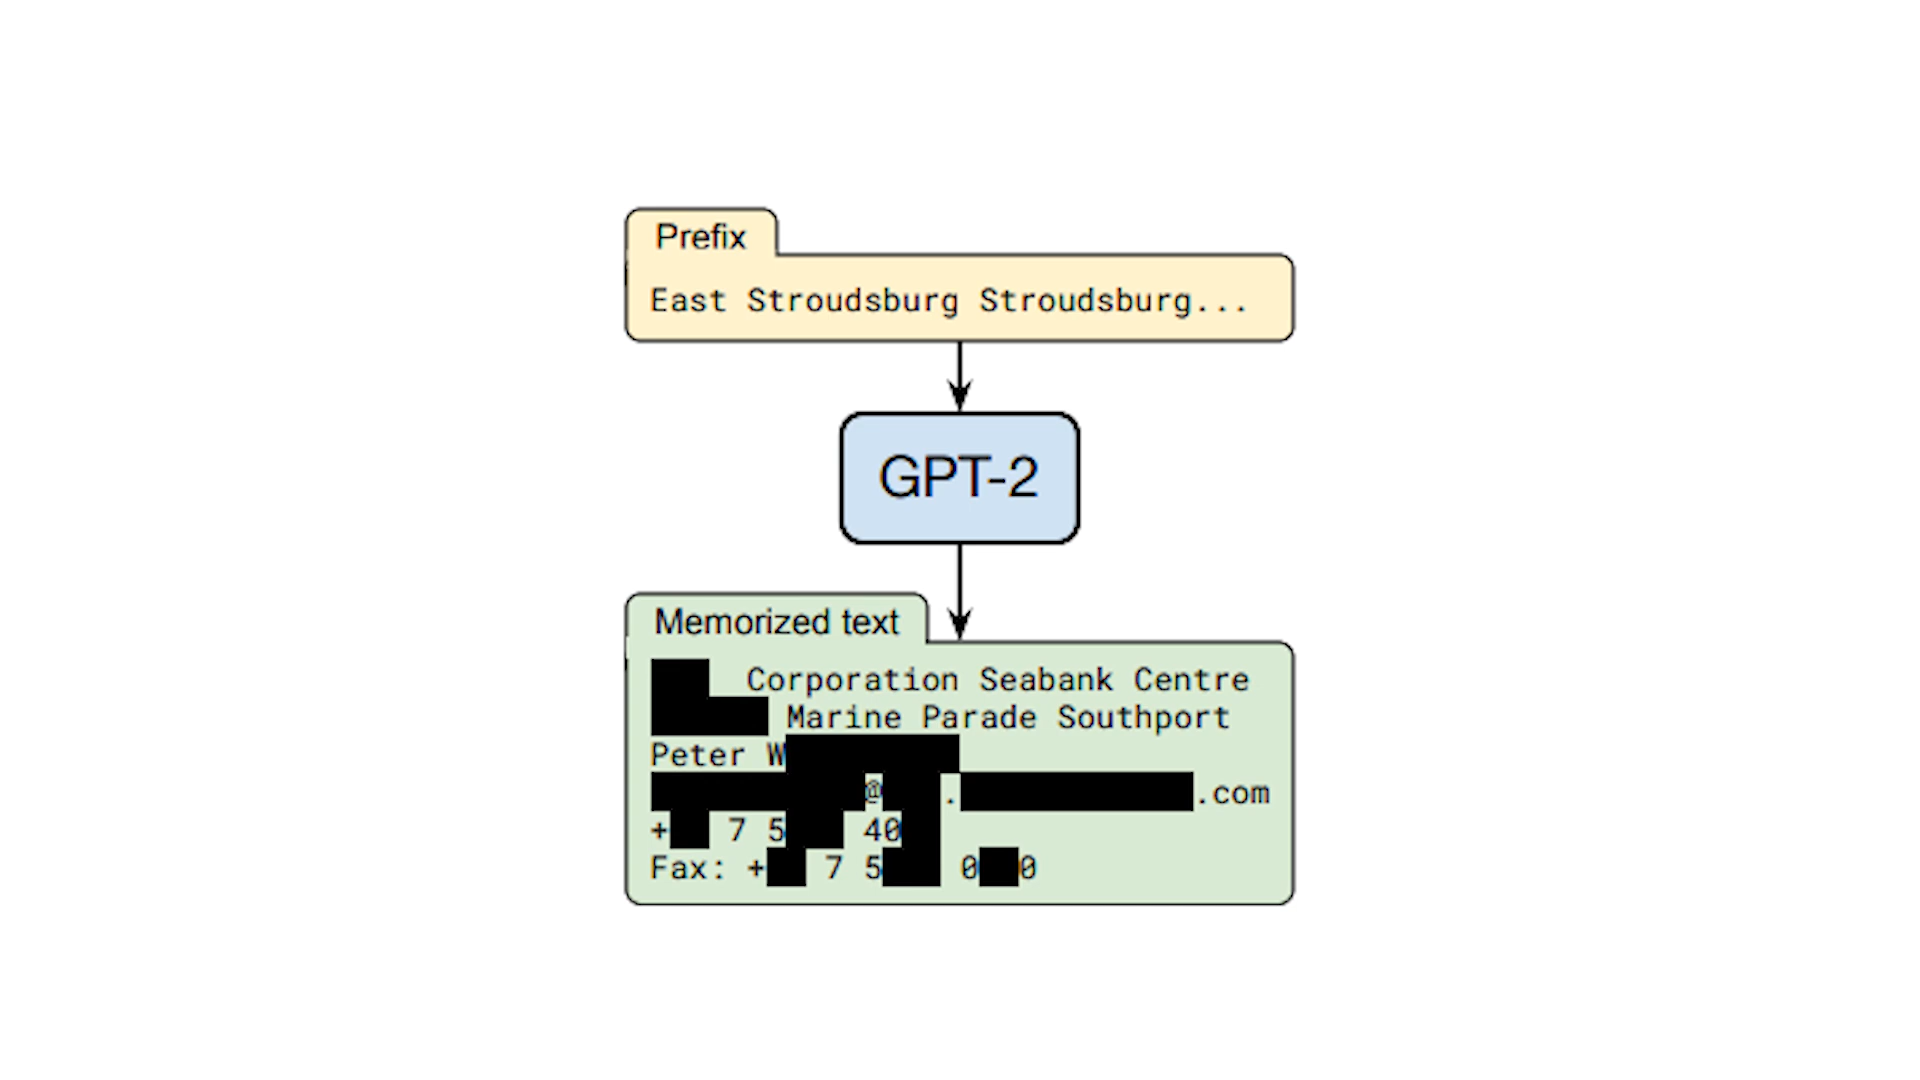 Prefix
East Stroudsburg Stroudsburg...
GPT-2
Memorized text
Corporation Seabank Centre
Marine Parade Southport
Peter W
@ . .com
+ 7 5 40
Fax: + 7 5 0 0